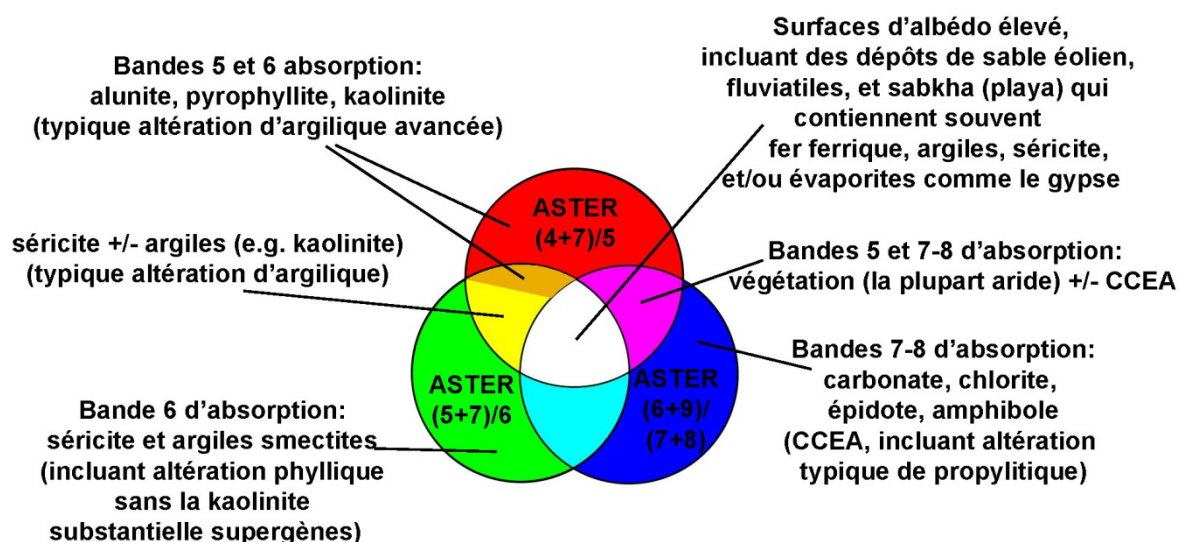 Bandes 5 et 6 absorption:
alunite, pyrophyllite, kaolinite
(typique altération d'argilique avancée)
Surfaces d'albédo élevé,
incluant des dépôts de sable éolien,
fluviatiles, et sabkha (playa) qui
contiennent souvent
fer ferrique, argiles, séricite,
et/ou évaporites comme le gypse
ASTER
(4+7)/5
séricite +/- argiles (e.g. kaolinite)
(typique altération d'argilique)
Bandes 5 et 7-8 d'absorption:
végétation (la plupart aride) +/- CCEA
ASTER
(5+7)/6
ASTER
(6+9)/
(7+8)
Bandes 7-8 d'absorption:
carbonate, chlorite,
épidote, amphibole
(CCEA, incluant altération
typique de propylitique)
Bande 6 d'absorption:
séricite et argiles smectites
(incluant altération phyllique
sans la kaolinite
substantielle supergènes)